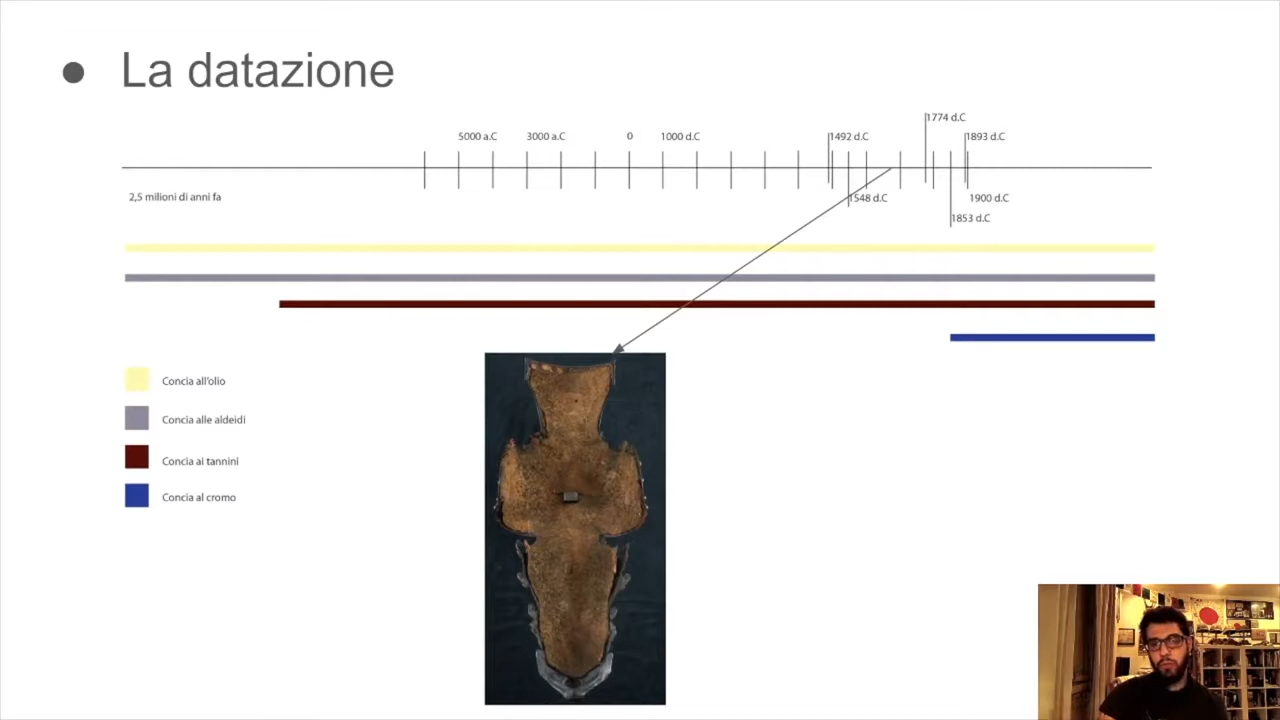 ● La datazione
1774 d.C
5000 a.C 3000 a.C 0 1000 d.C 1492 d.C 1893 d.C
2,5 milioni di anni fa 1548 d.C 1900 d.C
1853 d.C
Concia all'olio
Concia alle aldeidi
Concia ai tannini
Concia al cromo